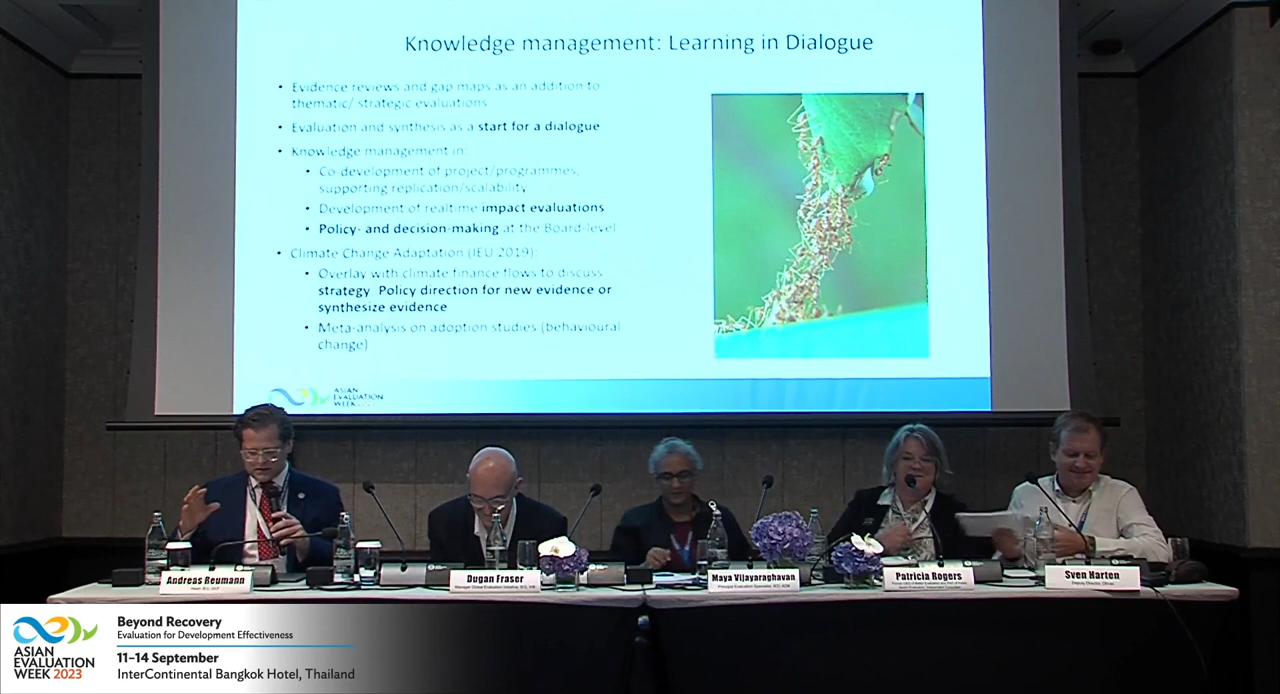 Knowledge management: Learning in Dialogue
• Evidence reviews and gap maps as an addition to
thematic/ strategic evaluations
• Evaluation and synthesis as a start for a dialogue
• Knowledge management in:
• Co-development of project/programmes,
supporting replication/scalability
• Development of realtime impact evaluations
• Policy- and decision-making at the Board-level
• Climate Change Adaptation (IEU 2019):
• Overlay with climate finance flows to discuss
strategy Policy direction for new evidence or
synthesize evidence
• Meta-analysis on adoption studies (behavioural
change)
ASIAN
EVALUATION
WEEK
Andreas Reumann
Dugan Fraser
Maya Vijayaraghavan
Patricia Rogers
Sven Harten
ASIAN
EVALUATION
WEEK 2023
Beyond Recovery
Evaluation for Development Effectiveness
11–14 September
InterContinental Bangkok Hotel, Thailand